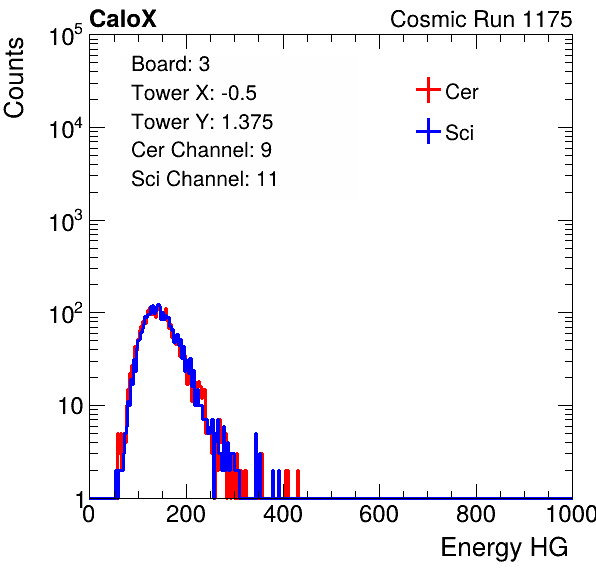 CaloX Cosmic Run 1175
Counts
10^5
10^4
10^3
10^2
10
1
Board: 3
Tower X: -0.5
Tower Y: 1.375
Cer Channel: 9
Sci Channel: 11
Cer
Sci
0 200 400 600 800 1000
Energy HG